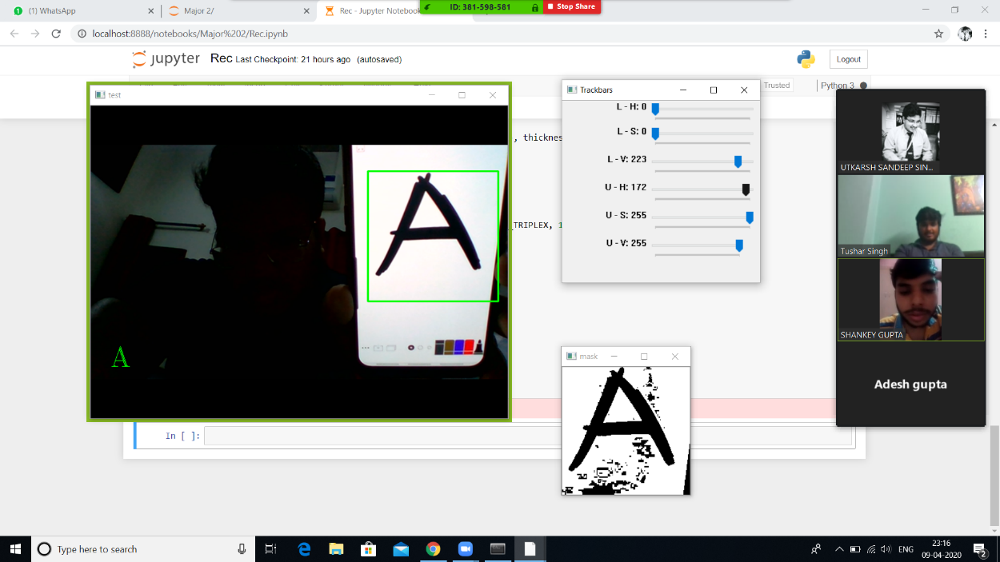 (1) WhatsApp
Major 2/
Rec - Jupyter Notebook
ID: 381-598-581
Stop Share
localhost:8888/notebooks/Major%202/Rec.ipynb
jupyter
Rec Last Checkpoint: 21 hours ago (autosaved)
Logout
Trusted
Python 3
test
A
A
, thicknes
_TRIPLEX, 1
In [ ]:
Trackbars
L - H: 0
L - S: 0
L - V: 223
U - H: 172
U - S: 255
U - V: 255
mask
A
UTKARSH SANDEEP SIN...
Tushar Singh
SHANKEY GUPTA
Adesh gupta
Type here to search
ENG
23:16
09-04-2020
2